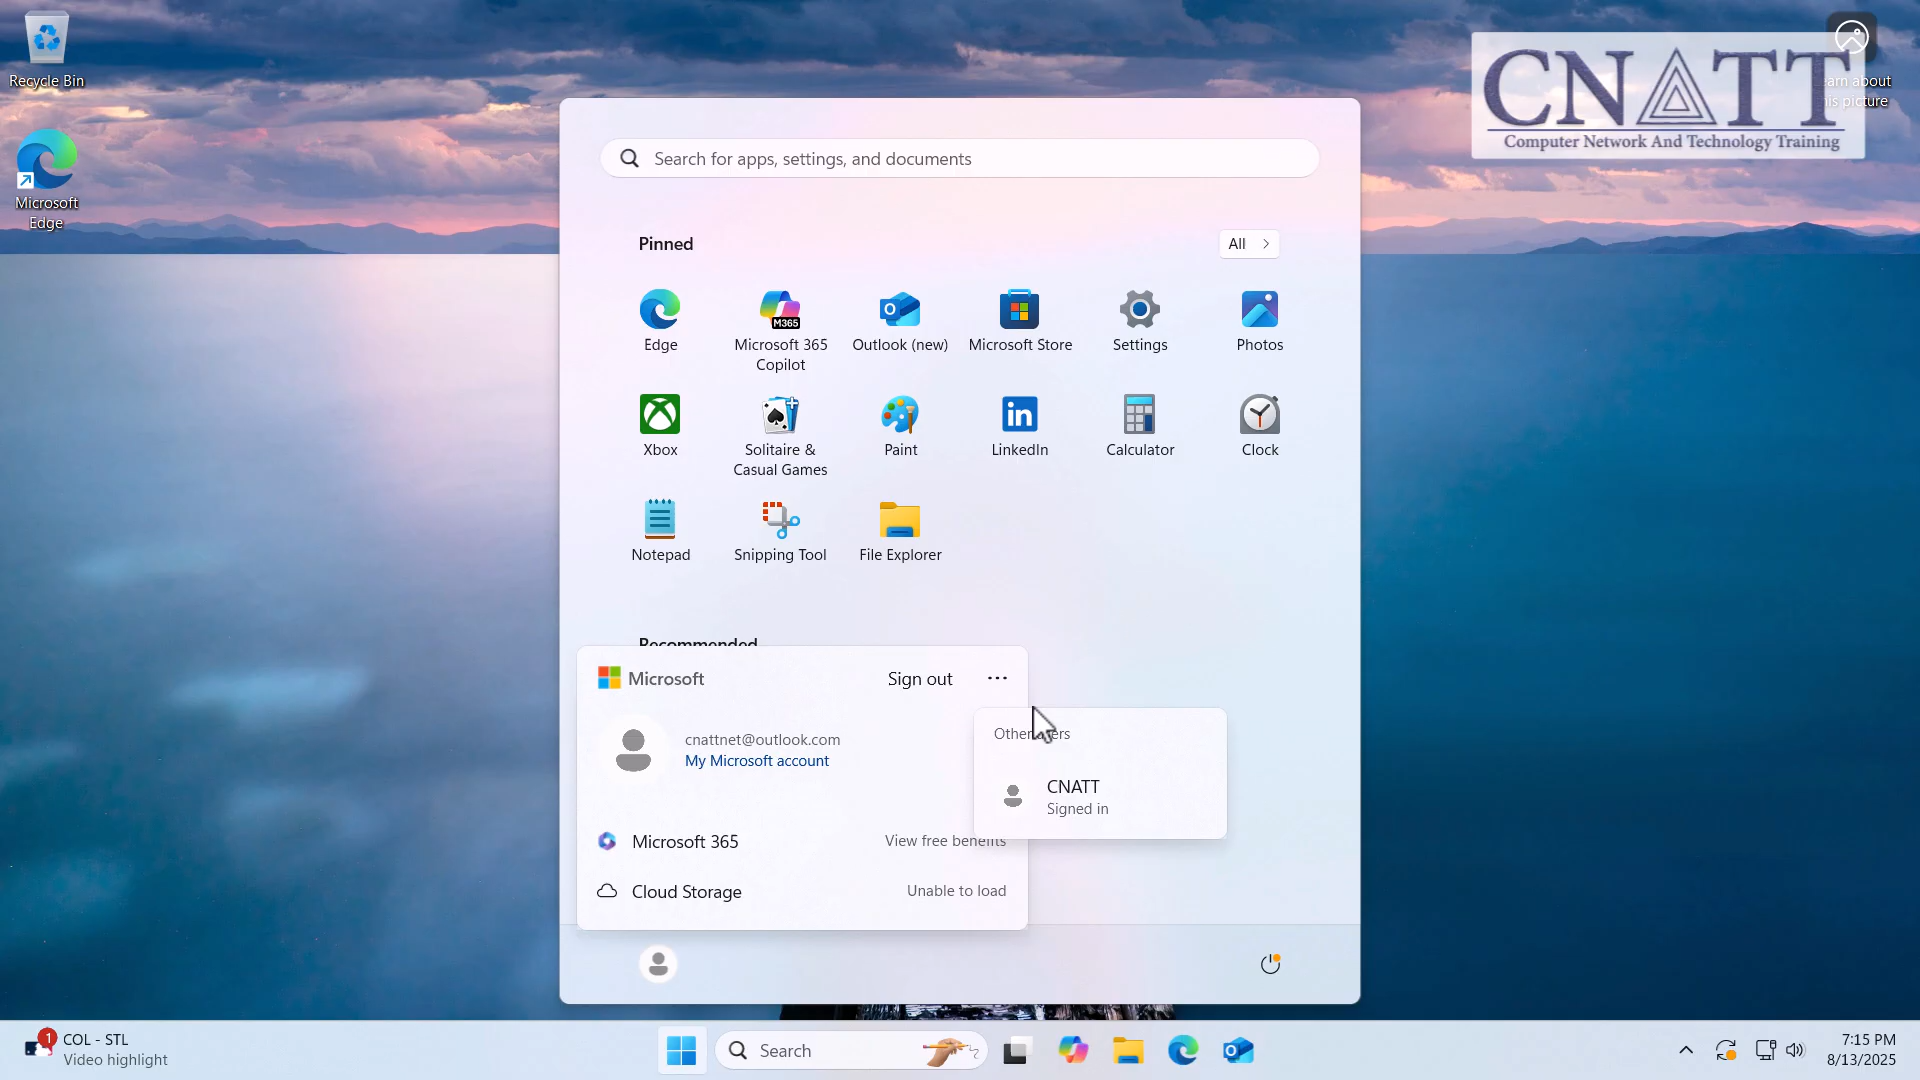 Recycle Bin
Microsoft
Edge
CNATT
Computer Network And Technology Training
earn about
his picture
Search for apps, settings, and documents
Pinned
All
Edge
Microsoft 365
Copilot
M365
Outlook (new)
Microsoft Store
Settings
Photos
Xbox
Solitaire &
Casual Games
Paint
LinkedIn
Calculator
Clock
Notepad
Snipping Tool
File Explorer
Recommended
Microsoft
Sign out
cnattnet@outlook.com
My Microsoft account
Other
CNATT
Signed in
Microsoft 365
View free benefits
Cloud Storage
Unable to load
1
COL - STL
Video highlight
Search
7:15 PM
8/13/2025